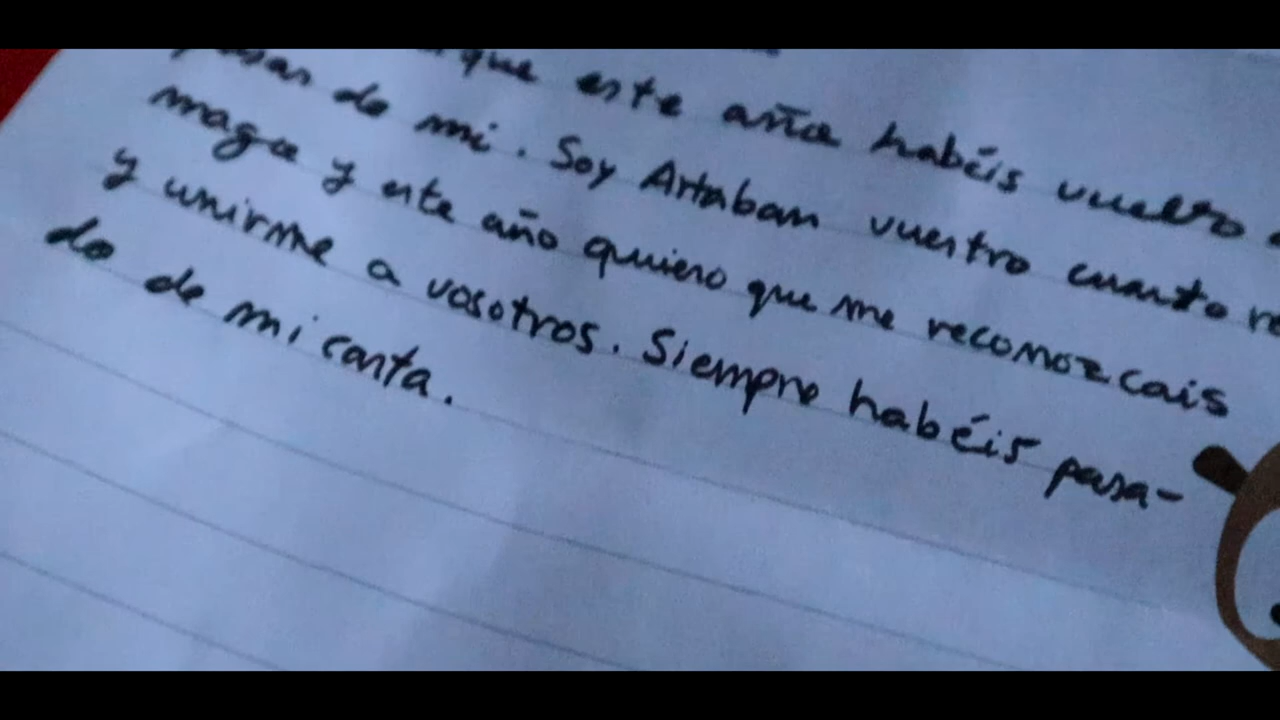 que este año habéis vuelto a
pasar de mi. Soy Artaban vuestro cuarto
mago y este año quiero que me reconozcais
y unirme a vosotros. Siempre habéis pasa-
do de mi carta.